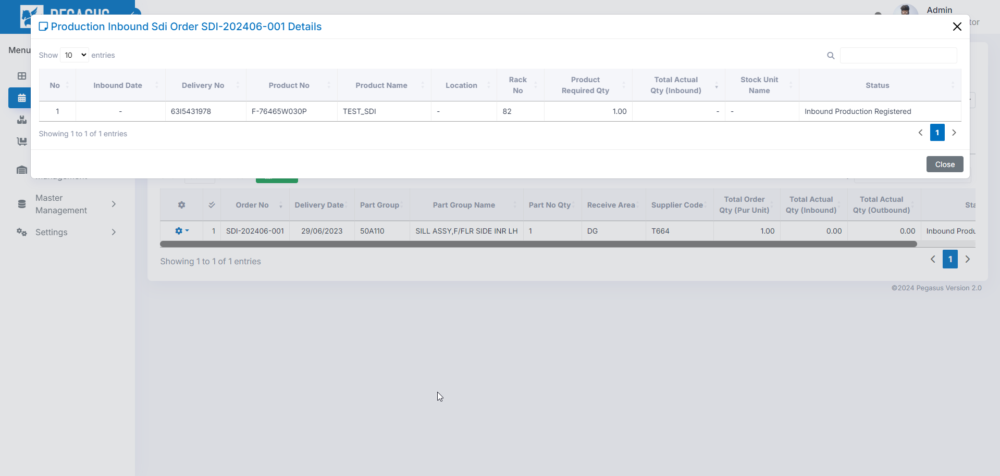 PEGASUS
Admin
tor
Production Inbound Sdi Order SDI-202406-001 Details
Menu
Show 10 entries
No Inbound Date Delivery No Product No Product Name Location Rack No Product Required Qty Total Actual Qty (Inbound) Stock Unit Name Status
1 - 63I5431978 F-76465W030P TEST_SDI - 82 1.00 - - Inbound Production Registered
Showing 1 to 1 of 1 entries
1
Close
Management
Master
Management
Settings
Order No Delivery Date Part Group Part Group Name Part No Qty Receive Area Supplier Code Total Order Qty (Pur Unit) Total Actual Qty (Inbound) Total Actual Qty (Outbound) Sta
1 SDI-202406-001 29/06/2023 50A110 SILL ASSY,F/FLR SIDE INR LH 1 DG T664 1.00 0.00 0.00 Inbound Produ
Showing 1 to 1 of 1 entries
1
©2024 Pegasus Version 2.0